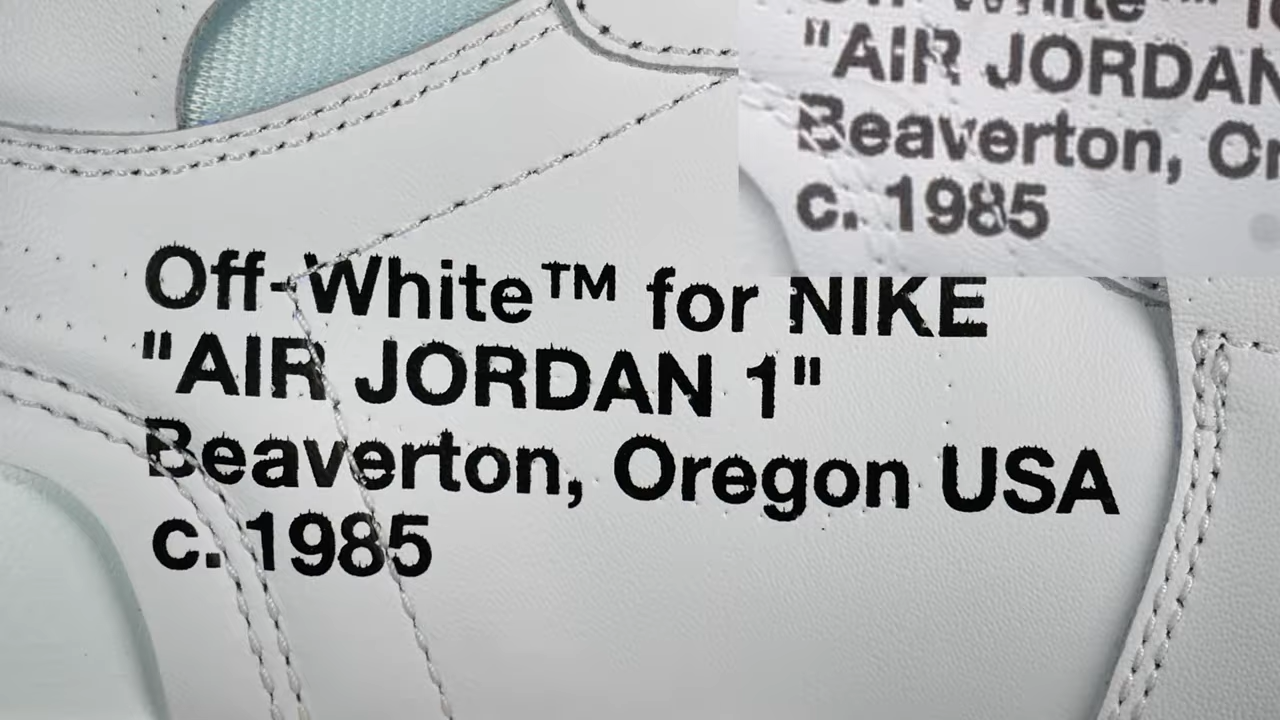 Off-White™ for NIKE
"AIR JORDAN 1"
Beaverton, Oregon USA
c. 1985
"AIR JORDAN
Beaverton,
c. 1985